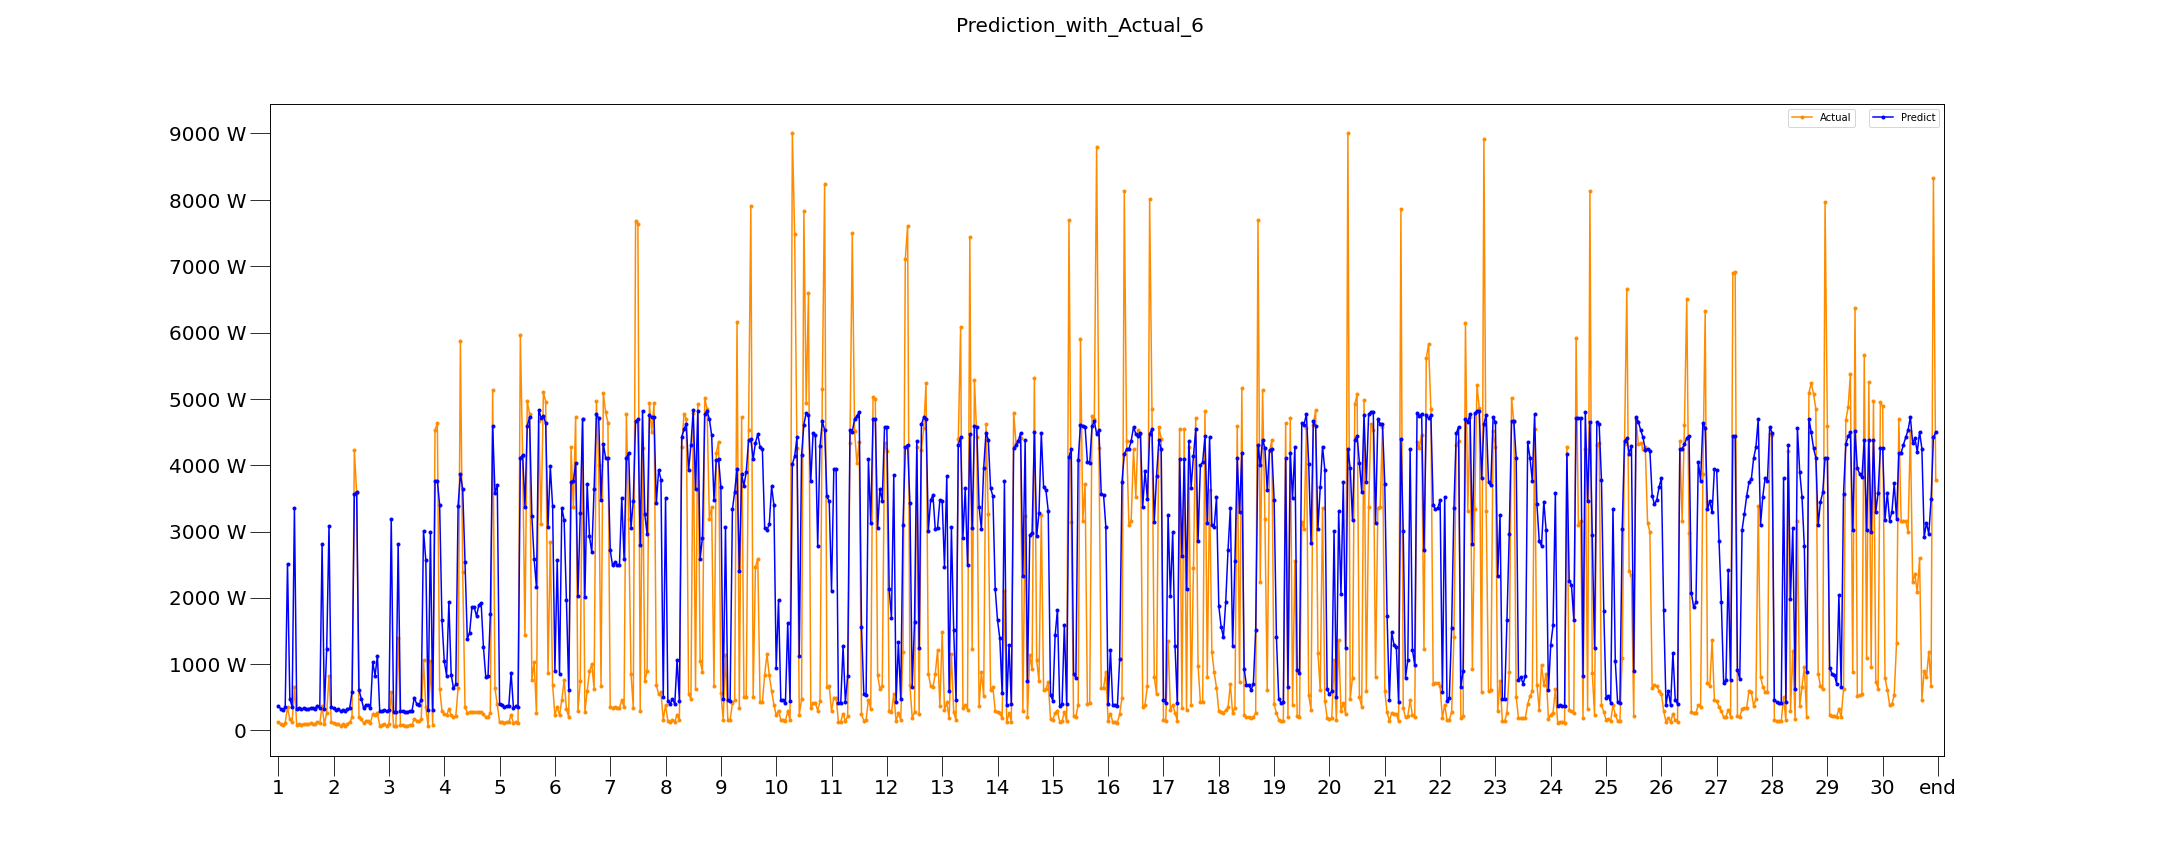 Prediction_with_Actual_6
Actual Predict
9000 W
8000 W
7000 W
6000 W
5000 W
4000 W
3000 W
2000 W
1000 W
0
1 2 3 4 5 6 7 8 9 10 11 12 13 14 15 16 17 18 19 20 21 22 23 24 25 26 27 28 29 30 end